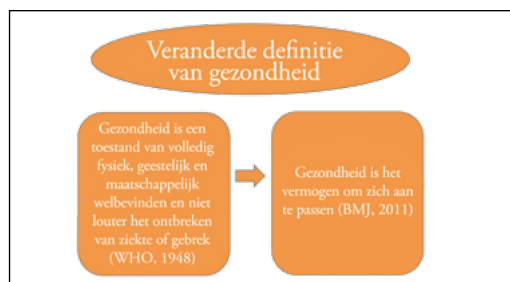 Veranderde definitie
van gezondheid
Gezondheid is een
toestand van volledig
fysiek, geestelijk en
maatschappelijk
welbevinden en niet
louter het ontbreken
van ziekte of gebrek
(WHO, 1948)
Gezondheid is het
vermogen om zich aan
te passen (BMJ, 2011)